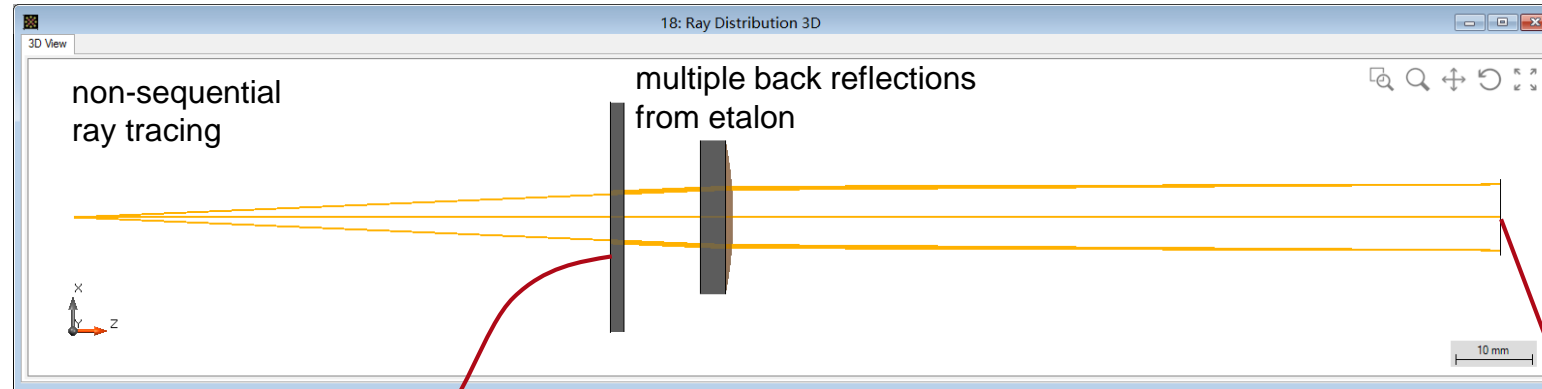 18: Ray Distribution 3D
3D View
non-sequential
ray tracing
multiple back reflections
from etalon
X
Y
Z
10 mm